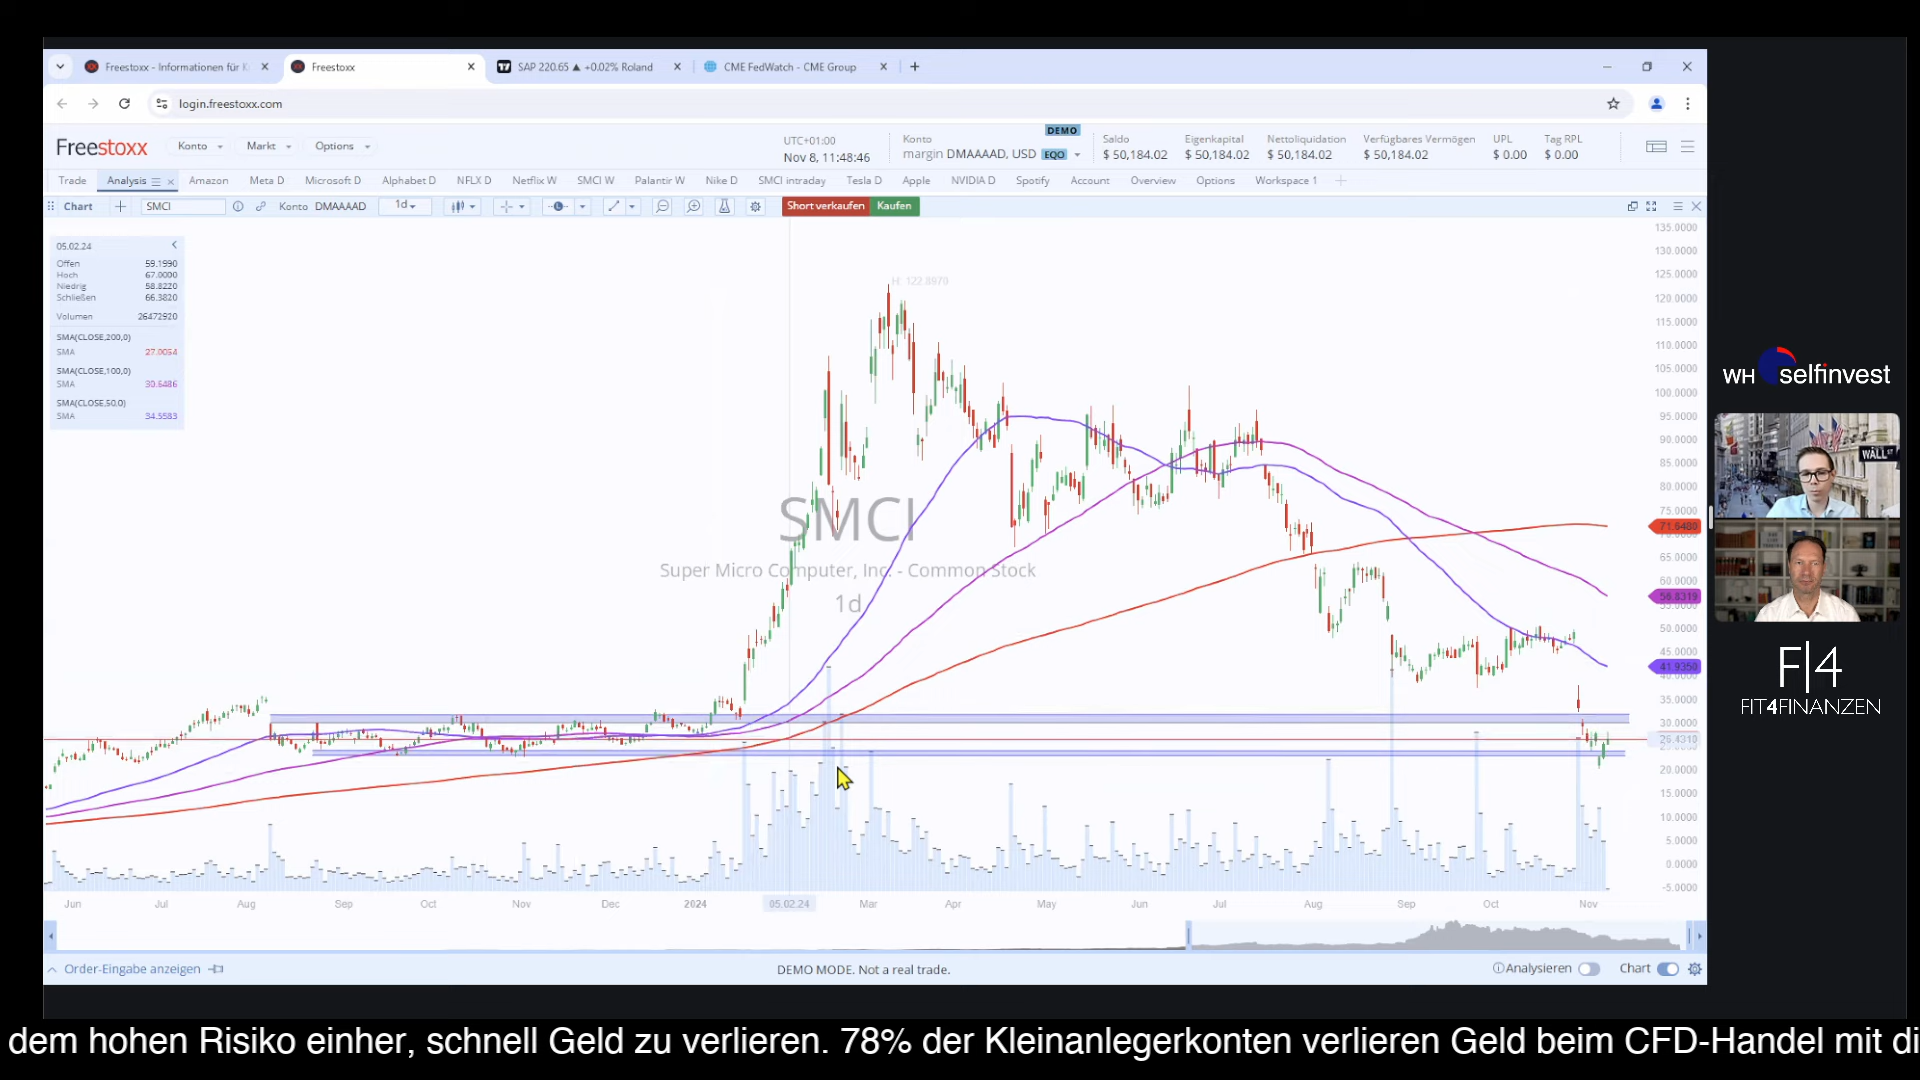 Freestoxx - Informationen für K
Freestoxx
SAP 220.65 ▲ +0.02% Roland
CME FedWatch - CME Group
login.freestoxx.com
Freestoxx
Konto
Markt
Options
UTC+01:00
Nov 8, 11:48:46
Konto
DEMO
margin DMAAAAD, USD EQO
Saldo
$ 50,184.02
Eigenkapital
$ 50,184.02
Nettoliquidation
$ 50,184.02
Verfügbares Vermögen
$ 50,184.02
UPL
$ 0.00
Tag RPL
$ 0.00
Trade
Analysis
Amazon
Meta D
Microsoft D
Alphabet D
NFLX D
Netflix W
SMCI W
Palantir W
Nike D
SMCI intraday
Tesla D
Apple
NVIDIA D
Spotify
Account
Overview
Options
Workspace 1
Chart
SMCI
Konto DMAAAAD
1d
Short verkaufen
Kaufen
05.02.24
Offen 59.1990
Hoch 67.0000
Niedrig 58.8220
Schließen 66.3820
Volumen 26472920
SMA(CLOSE,200,0)
SMA 27.0054
SMA(CLOSE,100,0)
SMA 30.6486
SMA(CLOSE,50,0)
SMA 34.5583
H: 122.8970
SMCI
Super Micro Computer, Inc. - Common Stock
1d
135.0000
130.0000
125.0000
120.0000
115.0000
110.0000
105.0000
100.0000
95.0000
90.0000
85.0000
80.0000
75.0000
71.6480
65.0000
60.0000
56.8319
50.0000
45.0000
41.9350
35.0000
30.0000
20.0000
15.0000
10.0000
5.0000
0.0000
-5.0000
Jun
Jul
Aug
Sep
Oct
Nov
Dec
2024
05.02.24
Mar
Apr
May
Jun
Jul
Aug
Sep
Oct
Nov
Order-Eingabe anzeigen
DEMO MODE. Not a real trade.
Analysieren
Chart
WH selfinvest
WALL ST
F|4
FIT4FINANZEN
dem hohen Risiko einher, schnell Geld zu verlieren. 78% der Kleinanlegerkonten verlieren Geld beim CFD-Handel mit di